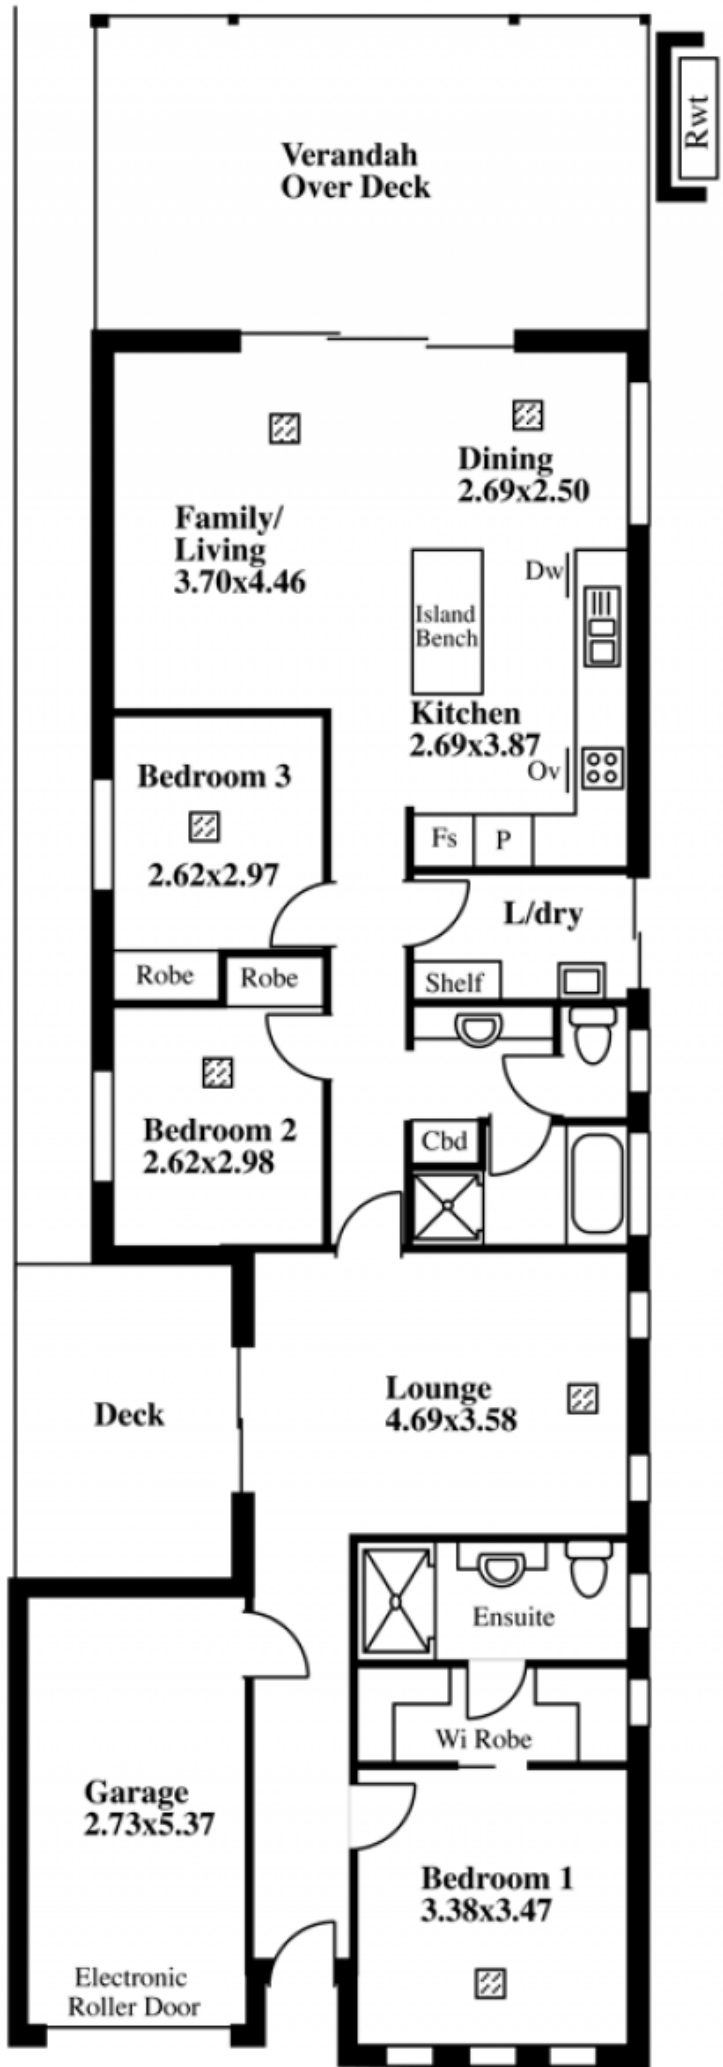 Rwt
Verandah
Over Deck
Dining
2.69x2.50
Family/
Living
3.70x4.46
Dw
Island
Bench
Kitchen
2.69x3.87
Ov
Bedroom 3
2.62x2.97
Fs
P
L/dry
Robe
Robe
Shelf
Bedroom 2
2.62x2.98
Cbd
Lounge
4.69x3.58
Deck
Ensuite
Wi Robe
Garage
2.73x5.37
Bedroom 1
3.38x3.47
Electronic
Roller Door